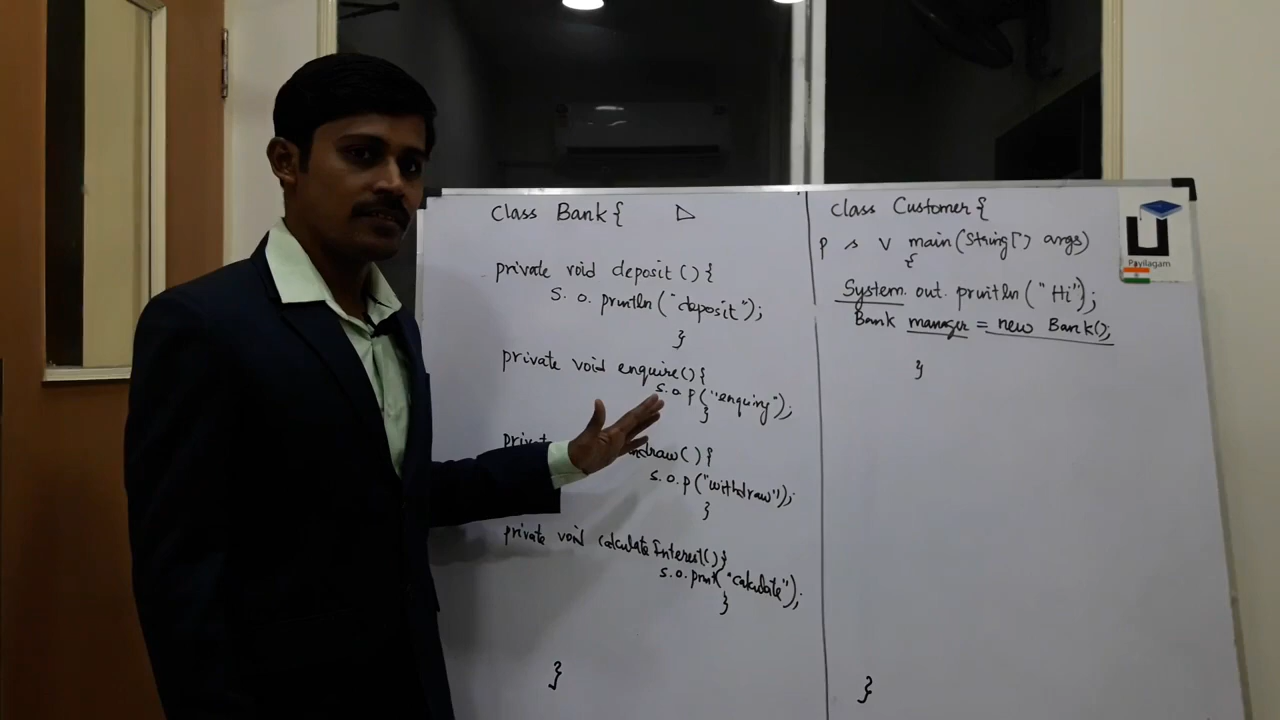 class Bank{
private void deposit(){
S.o.println("deposit");
}
private void enquire(){
s.o.p("enquiry");
}
private draw(){
s.o.p("withdraw");
}
private void calculateInterest(){
s.o.print("calculate");
}
}
class Customer{
p s v main(String[] args)
{
System.out.println("Hi");
Bank manager = new Bank();
}
}
Payilagam